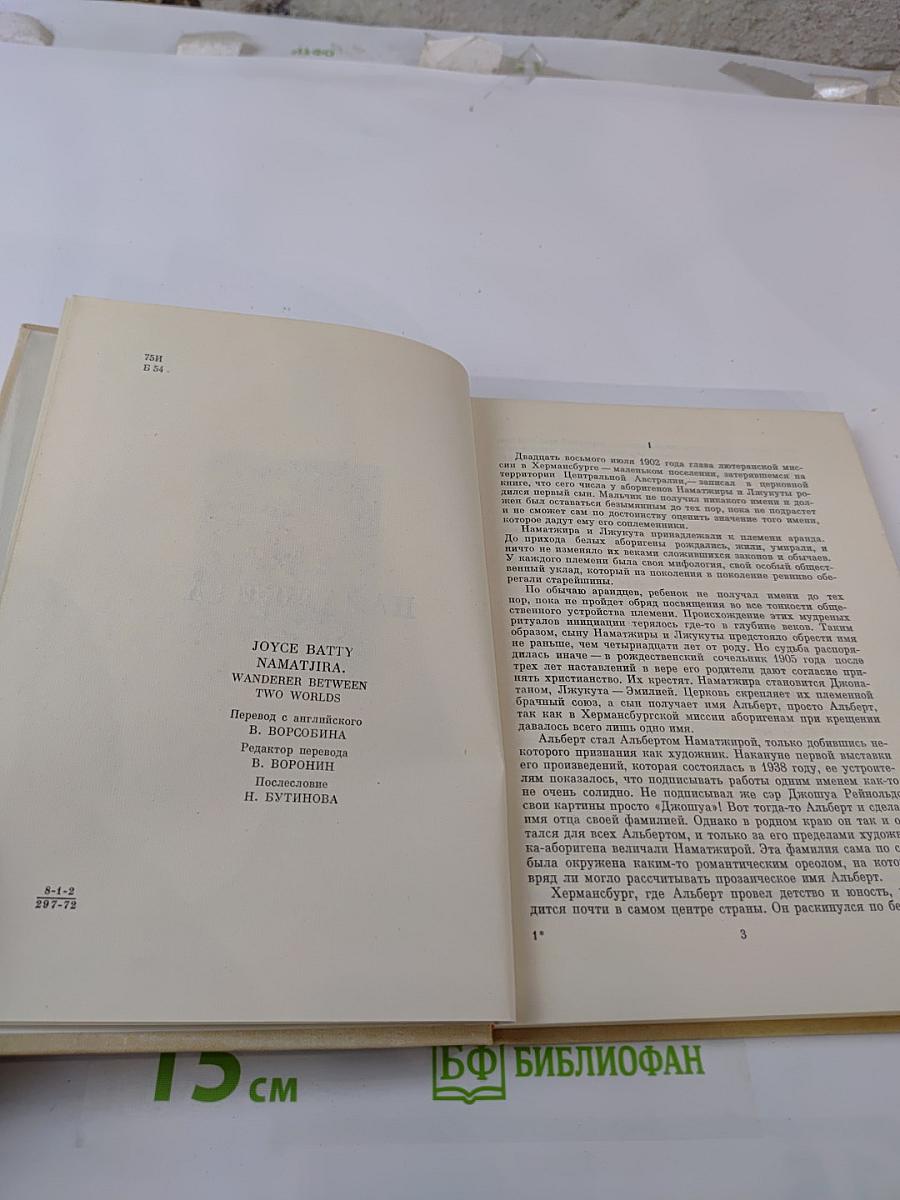 75И
Б 54
JOYCE BATTY
NAMATJIRA.
WANDERER BETWEEN
TWO WORLDS
Перевод с английского
В. ВОРСОБИНА
Редактор перевода
В. ВОРОНИН
Послесловие
Н. БУТИНОВА
8-1-2
297-72
1
Двадцать восьмого июля 1902 года глава лютеранской мис-
сии в Хермансбурге — маленьком поселении, затерявшемся на
территории Центральной Австралии,— записал в церковной
книге, что сего числа у аборигенов Наматжиры и Лжукуты ро-
дился первый сын. Мальчик не получил никакого имени и дол-
жен был оставаться безымянным до тех пор, пока не подрастет
и не сможет сам по достоинству оценить значение того имени,
которое дадут ему его соплеменники.
Наматжира и Лжукута принадлежали к племени аранда.
До прихода белых аборигены рождались, жили, умирали, и
ничто не изменяло их веками сложившихся законов и обычаев.
У каждого племени была своя мифология, свой особый общест-
венный уклад, который из поколения в поколение ревниво обе-
регали старейшины.
По обычаю арандцев, ребенок не получал имени до тех
пор, пока не пройдет обряд посвящения во все тонкости обще-
ственного устройства племени. Происхождение этих мудреных
ритуалов инициации терялось где-то в глубине веков. Таким
образом, сыну Наматжиры и Лжукуты предстояло обрести имя
не раньше, чем четырнадцати лет от роду. Но судьба распоря-
дилась иначе — в рождественский сочельник 1905 года после
трех лет наставлений в вере его родители дают согласие при-
нять христианство. Их крестят. Наматжира становится Джона-
таном, Лжукута — Эмилией. Церковь скрепляет их племенной
брачный союз, а сын получает имя Альберт, просто Альберт,
так как в Хермансбургской миссии аборигенам при крещении
давалось всего лишь одно имя.
Альберт стал Альбертом Наматжирой, только добившись не-
которого признания как художник. Накануне первой выставки
его произведений, которая состоялась в 1938 году, ее устроите-
лям показалось, что подписывать работы одним именем как-то
не очень солидно. Не подписывал же сэр Джошуа Рейнольдс
свои картины просто «Джошуа»! Вот тогда-то Альберт и сдела
имя отца своей фамилией. Однако в родном краю он так и о
тался для всех Альбертом, и только за его пределами художн
ка-аборигена величали Наматжирой. Эта фамилия сама по с
была окружена каким-то романтическим ореолом, на кото
вряд ли могло рассчитывать прозаическое имя Альберт.
Хермансбург, где Альберт провел детство и юность,
дится почти в самом центре страны. Он раскинулся по бе
1*
3
15 см
БФ БИБЛИОФАН